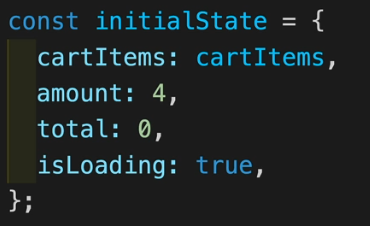 const initialState = {
  cartItems: cartItems,
  amount: 4,
  total: 0,
  isLoading: true,
};